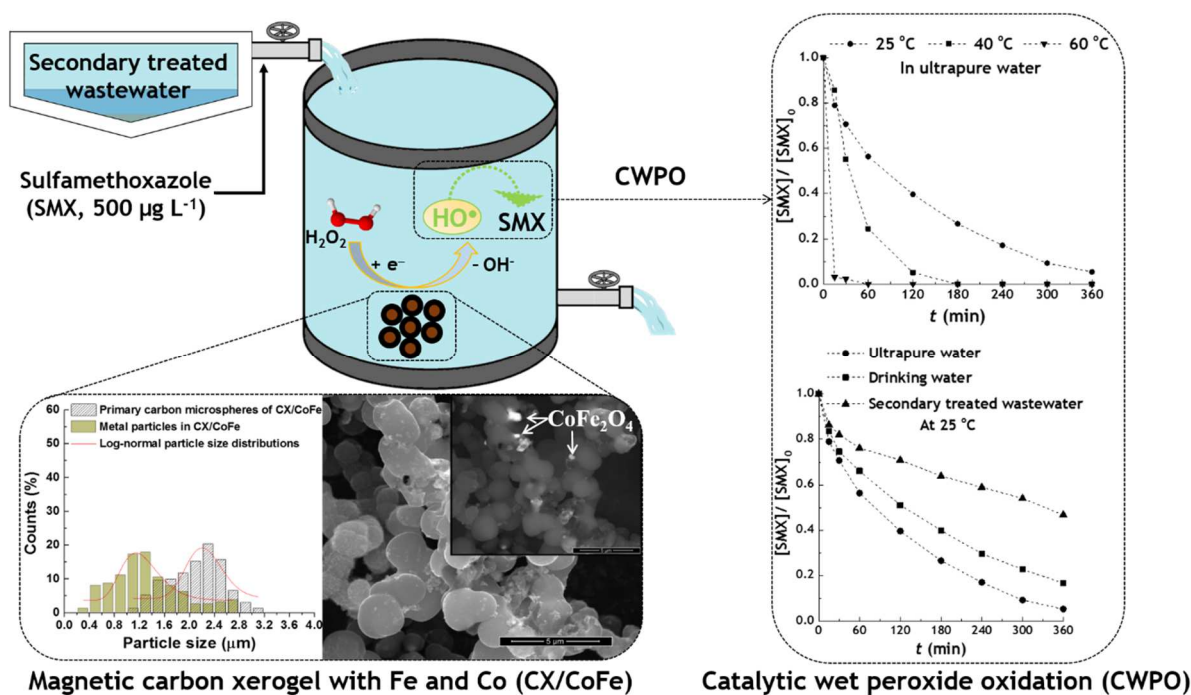 Secondary treated
wastewater
Sulfamethoxazole
(SMX, 500 µg L⁻¹)
H₂O₂
HO•
SMX
+ e⁻
- OH⁻
CWPO
25 °C 40 °C 60 °C
In ultrapure water
[SMX]/ [SMX]₀
1.0
0.8
0.6
0.4
0.2
0.0
0 60 120 180 240 300 360
t (min)
Ultrapure water
Drinking water
Secondary treated wastewater
At 25 °C
[SMX]/ [SMX]₀
1.0
0.8
0.6
0.4
0.2
0.0
0 60 120 180 240 300 360
t (min)
Primary carbon microspheres of CX/CoFe
Metal particles in CX/CoFe
Log-normal particle size distributions
Counts (%)
60
50
40
30
20
10
0
0.0 0.4 0.8 1.2 1.6 2.0 2.4 2.8 3.2 3.6 4.0
Particle size (µm)
CoFe₂O₄
5 µm
Magnetic carbon xerogel with Fe and Co (CX/CoFe)
Catalytic wet peroxide oxidation (CWPO)